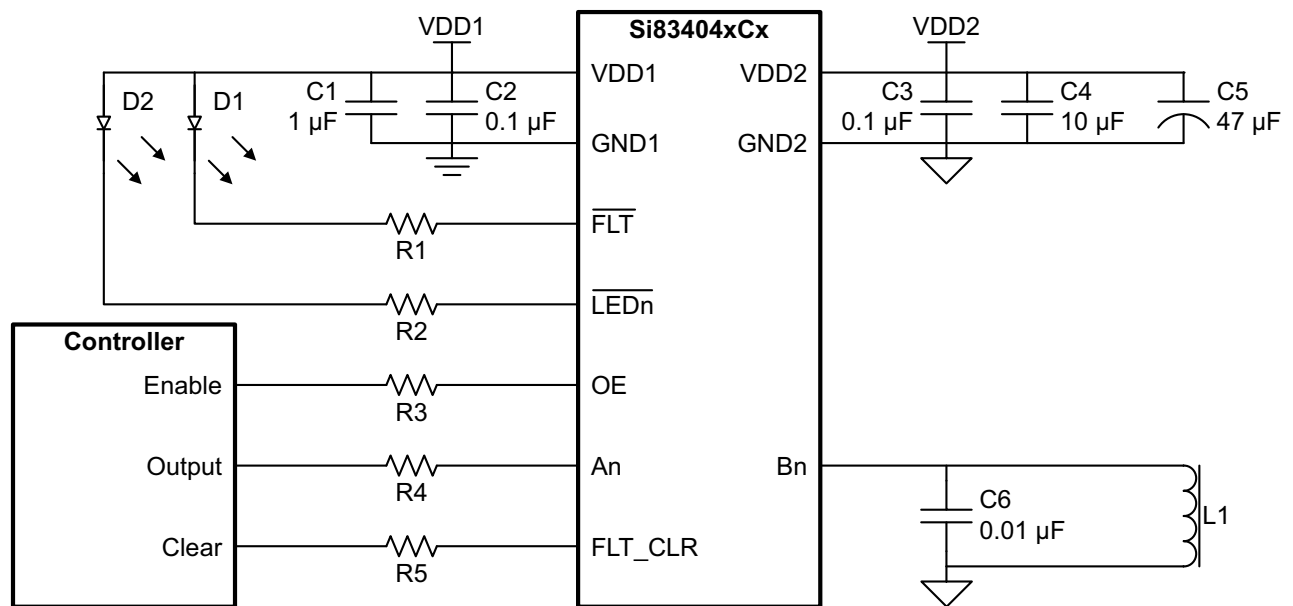 VDD1
Si83404xCx
VDD2
D2
D1
C1
1 µF
C2
0.1 µF
VDD1
VDD2
C3
0.1 µF
C4
10 µF
C5
47 µF
GND1
GND2
FLT
R1
LEDn
R2
Controller
Enable
R3
OE
Output
R4
An
Bn
C6
0.01 µF
L1
Clear
R5
FLT_CLR